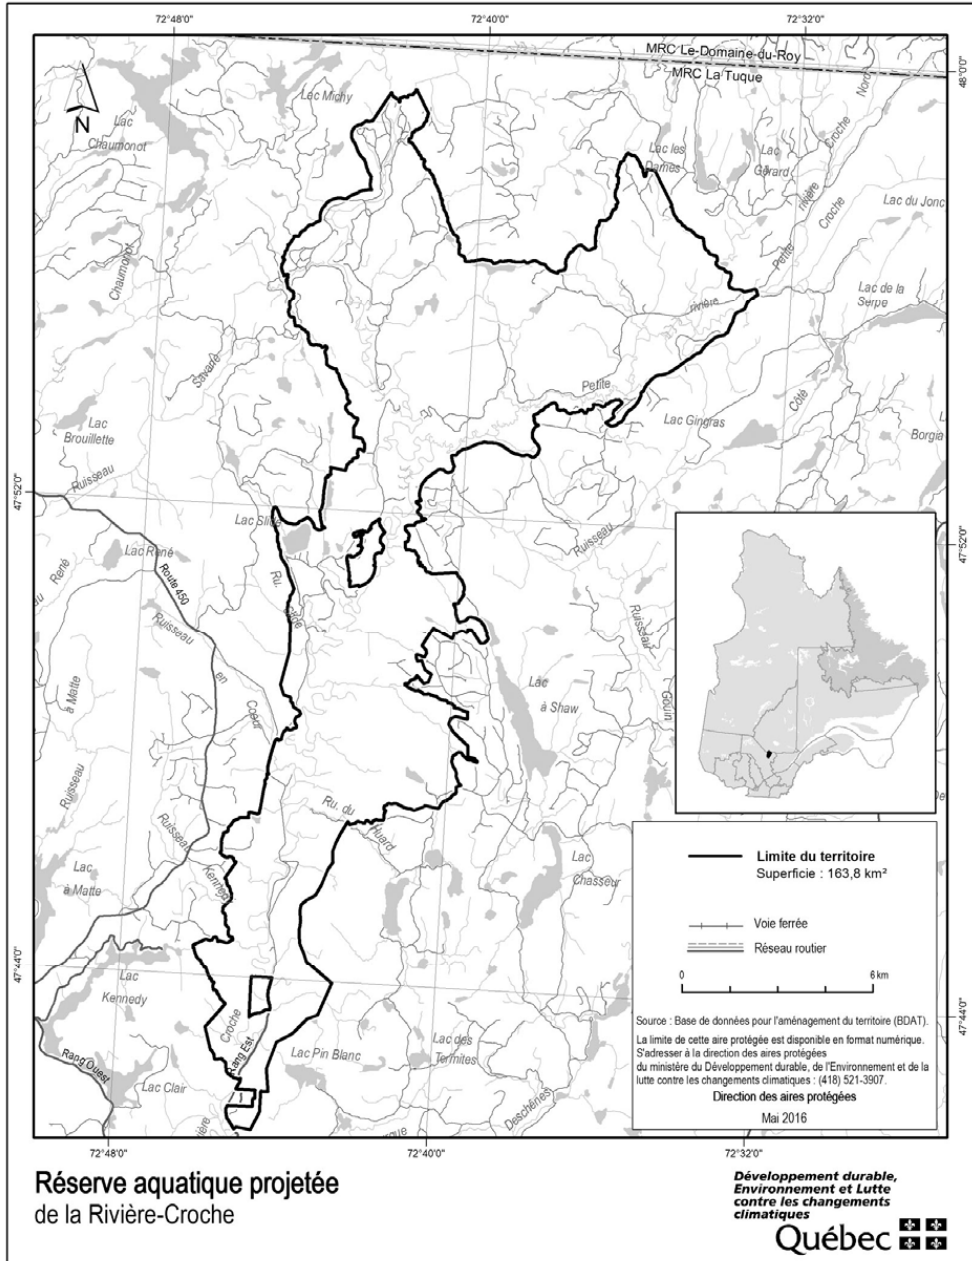 72°48'0"
72°40'0"
72°32'0"
MRC Le-Domaine-du-Roy
MRC La Tuque
48°0'0"
N
Lac Michy
Lac
Chaumonot
Lac les
Dames
Lac
Gérard
Nord
Croche
rivière
Croche
Petite
Lac du Jonc
Chaumonot
Lac de la
Serpe
rivière
Savane
Petite
Côté
Lac Gingras
Lac
Brouillette
Borgia
Ruisseau
47°52'0"
Lac Slide
Ruisseau
47°52'0"
Lac René
René
Route 450
Ru.
Slide
Ruisseau
Ruisseau
en
Coeur
Lac
à Matte
Lac
à Shaw
Gouin
Ruisseau
Ru. du
Huard
Ruisseau
Kennedy
Lac
à Matte
Lac
Chasseur
Limite du territoire
Superficie : 163,8 km²
Voie ferrée
Réseau routier
0
6 km
47°44'0"
Lac
Kennedy
Croche
Rang Est
Lac Pin Blanc
Lac des
Termites
47°44'0"
Rang Ouest
Lac Clair
Deschênes
Source : Base de données pour l'aménagement du territoire (BDAT).
La limite de cette aire protégée est disponible en format numérique.
S'adresser à la direction des aires protégées
du ministère du Développement durable, de l'Environnement et de la
lutte contre les changements climatiques : (418) 521-3907.
Direction des aires protégées
Mai 2016
72°48'0"
72°40'0"
72°32'0"
Réserve aquatique projetée
de la Rivière-Croche
Développement durable,
Environnement et Lutte
contre les changements
climatiques
Québec